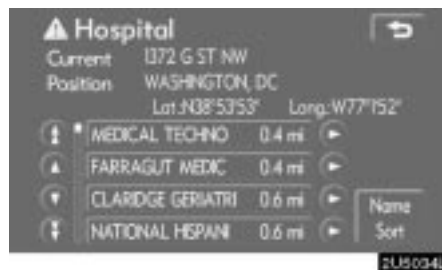 Hospital
Current 1372 G ST NW
Position WASHINGTON, DC
Lat.:N38°53'53" Long.:W77°1'52"
MEDICAL TECHNO 0.4 mi
FARRAGUT MEDIC 0.4 mi
CLARIDGE GERIATRI 0.6 mi
NATIONAL HISPANI 0.6 mi
Name
Sort
2U5034